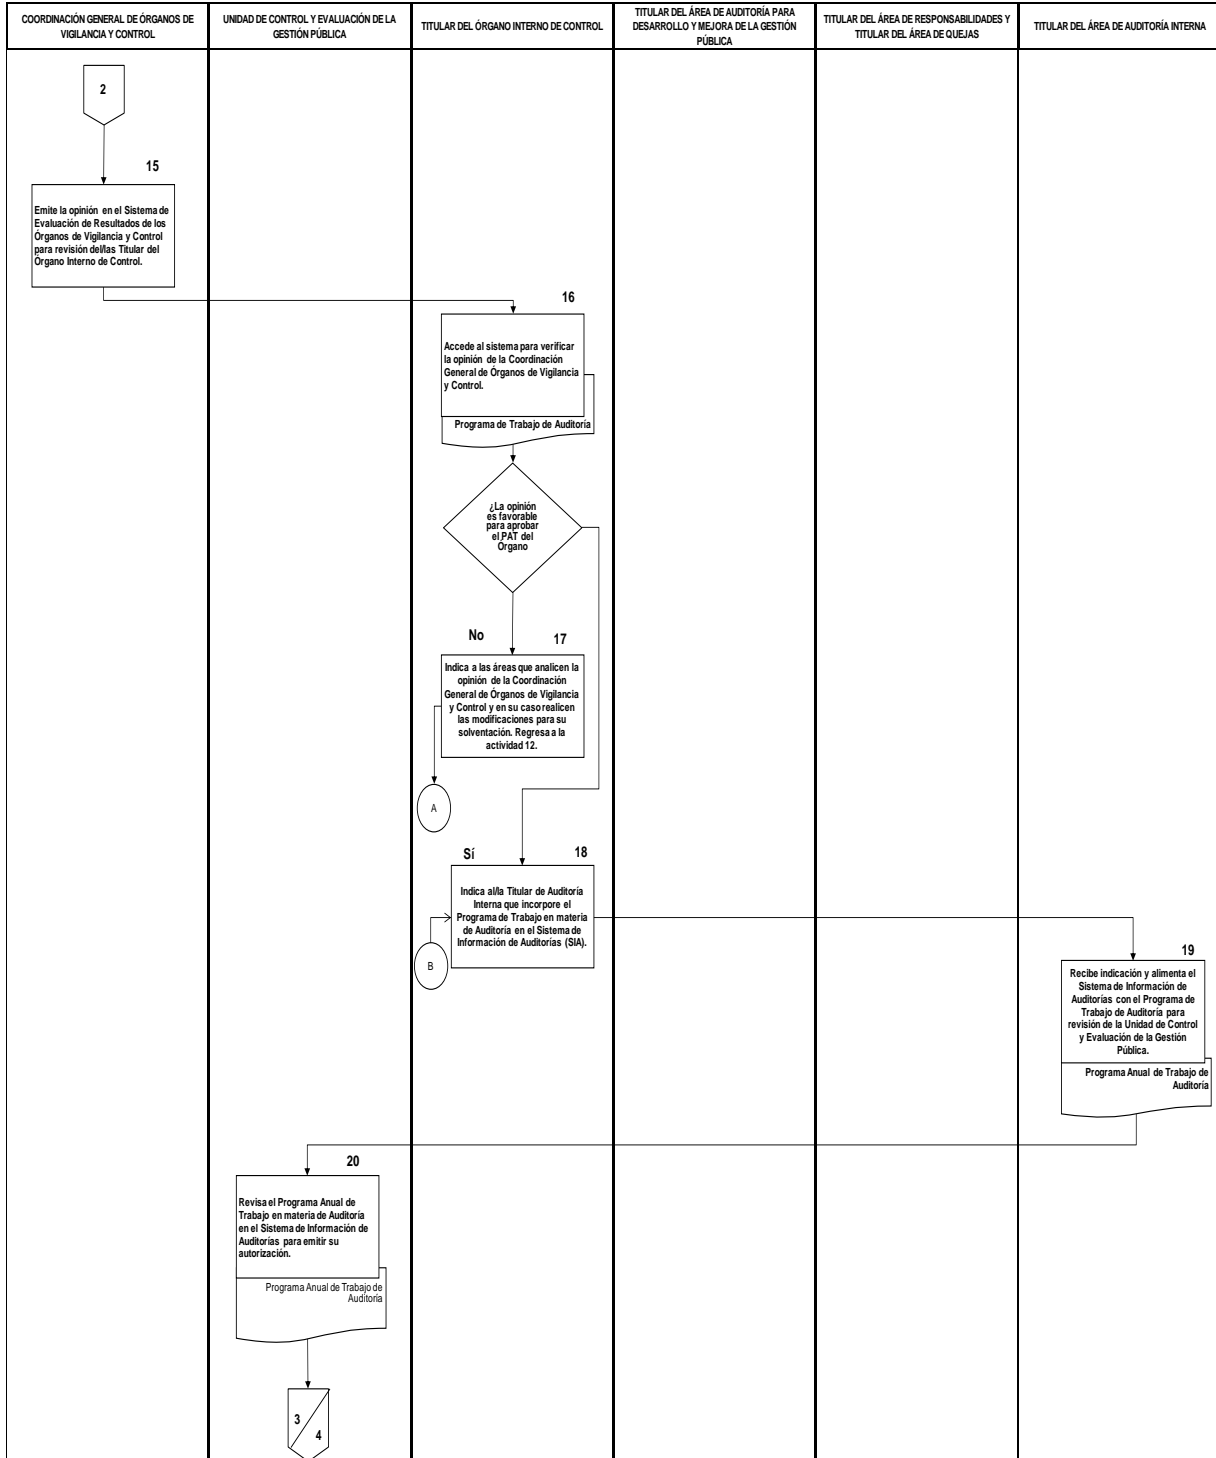 COORDINACIÓN GENERAL DE ÓRGANOS DE
VIGILANCIA Y CONTROL
UNIDAD DE CONTROL Y EVALUACIÓN DE LA
GESTIÓN PÚBLICA
TITULAR DEL ÓRGANO INTERNO DE CONTROL
TITULAR DEL ÁREA DE AUDITORÍA PARA
DESARROLLO Y MEJORA DE LA GESTIÓN
PÚBLICA
TITULAR DEL ÁREA DE RESPONSABILIDADES Y
TITULAR DEL ÁREA DE QUEJAS
TITULAR DEL ÁREA DE AUDITORÍA INTERNA
2
15
Emite la opinión en el Sistema de
Evaluación de Resultados de los
Órganos de Vigilancia y Control
para revisión del/las Titular del
Órgano Interno de Control.
16
Accede al sistema para verificar
la opinión de la Coordinación
General de Órganos de Vigilancia
y Control.
Programa de Trabajo de Auditoría
¿La opinión
es favorable
para aprobar
el PAT del
Órgano
No
17
Indica a las áreas que analicen la
opinión de la Coordinación
General de Órganos de Vigilancia
y Control y en su caso realicen
las modificaciones para su
solventación. Regresa a la
actividad 12.
A
Sí
18
Indica al/la Titular de Auditoría
Interna que incorpore el
Programa de Trabajo en materia
de Auditoría en el Sistema de
Información de Auditorías (SIA).
B
19
Recibe indicación y alimenta el
Sistema de Información de
Auditorías con el Programa de
Trabajo de Auditoría para
revisión de la Unidad de Control
y Evaluación de la Gestión
Pública.
Programa Anual de Trabajo de
Auditoría
20
Revisa el Programa Anual de
Trabajo en materia de Auditoría
en el Sistema de Información de
Auditorías para emitir su
autorización.
Programa Anual de Trabajo de
Auditoría
3
4